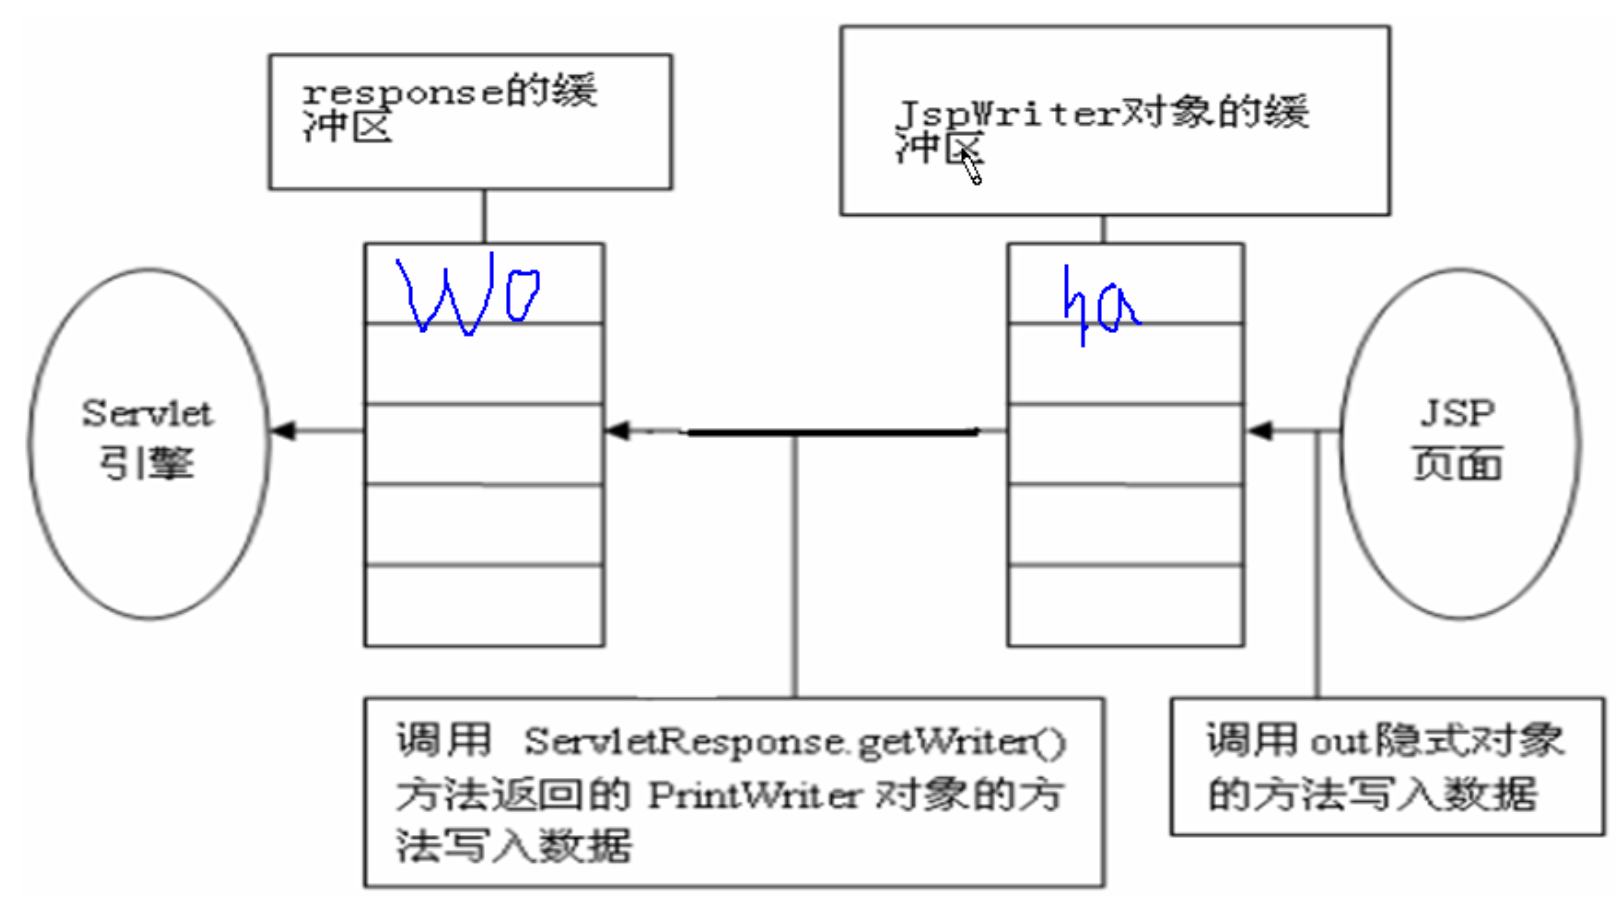 response的缓
冲区
JspWriter对象的缓
冲区
Wo
ha
Servlet
引擎
JSP
页面
调用 ServletResponse.getWriter()
方法返回的 PrintWriter 对象的方
法写入数据
调用 out隐式对象
的方法写入数据